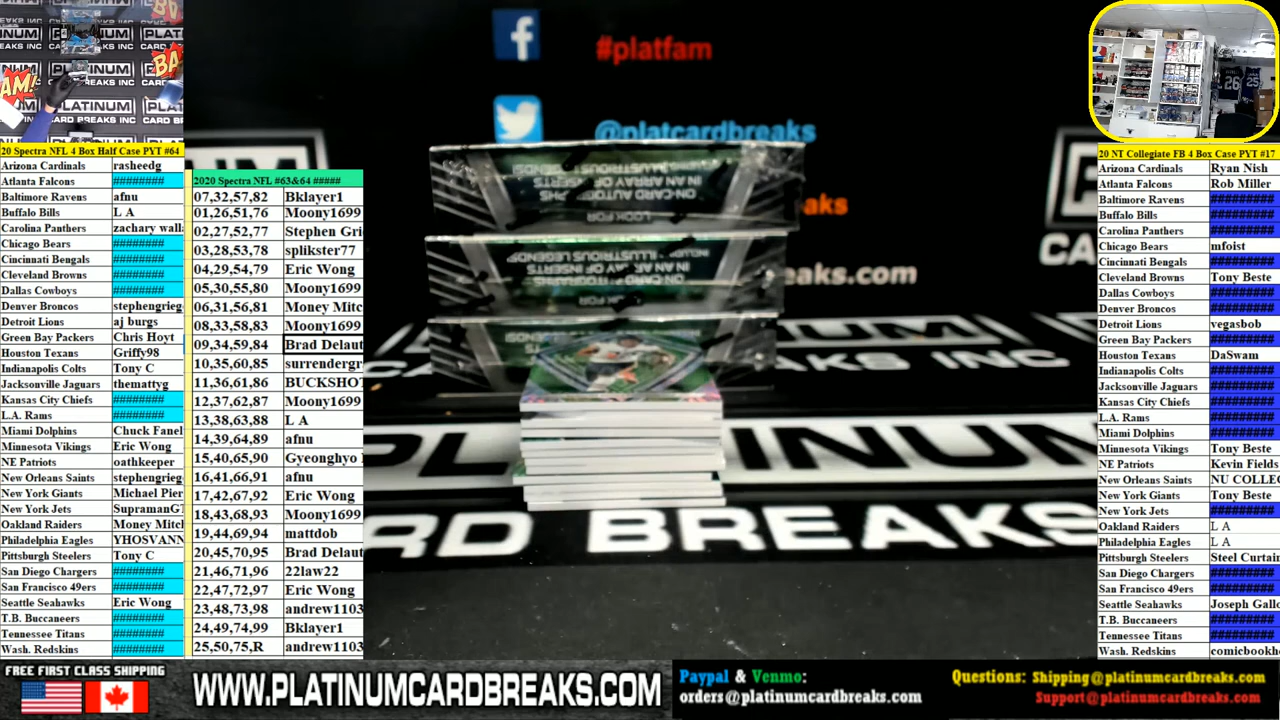 20 Spectra NFL 4 Box Half Case PYT #64
Arizona Cardinals rasheedg
Atlanta Falcons ########
Baltimore Ravens afnu
Buffalo Bills L A
Carolina Panthers zachary wall
Chicago Bears ########
Cincinnati Bengals ########
Cleveland Browns ########
Dallas Cowboys ########
Denver Broncos stephengrieg
Detroit Lions aj burgs
Green Bay Packers Chris Hoyt
Houston Texans Griffy98
Indianapolis Colts Tony C
Jacksonville Jaguars themattyg
Kansas City Chiefs ########
L.A. Rams ########
Miami Dolphins Chuck Fanel
Minnesota Vikings Eric Wong
NE Patriots oathkeeper
New Orleans Saints stephengrieg
New York Giants Michael Pier
New York Jets SupramanGT
Oakland Raiders Money Mitch
Philadelphia Eagles YHOSVANN
Pittsburgh Steelers Tony C
San Diego Chargers ########
San Francisco 49ers ########
Seattle Seahawks Eric Wong
T.B. Buccaneers ########
Tennessee Titans ########
Wash. Redskins ########
2020 Spectra NFL #63&64 #####
07,32,57,82 Bklayer1
01,26,51,76 Moony1699
02,27,52,77 Stephen Gri
03,28,53,78 splikster77
04,29,54,79 Eric Wong
05,30,55,80 Moony1699
06,31,56,81 Money Mitc
08,33,58,83 Moony1699
09,34,59,84 Brad Delaut
10,35,60,85 surrendergr
11,36,61,86 BUCKSHOT
12,37,62,87 Moony1699
13,38,63,88 L A
14,39,64,89 afnu
15,40,65,90 Gyeonghyo
16,41,66,91 afnu
17,42,67,92 Eric Wong
18,43,68,93 Moony1699
19,44,69,94 mattdob
20,45,70,95 Brad Delaut
21,46,71,96 22law22
22,47,72,97 Eric Wong
23,48,73,98 andrew1103
24,49,74,99 Bklayer1
25,50,75,R andrew1103
#platfam
@platcardbreaks
aks
eaks.com
PLATINUM
CARD BREAKS
20 NT Collegiate FB 4 Box Case PYT #17
Arizona Cardinals Ryan Nish
Atlanta Falcons Rob Miller
Baltimore Ravens #########
Buffalo Bills #########
Carolina Panthers #########
Chicago Bears mfoist
Cincinnati Bengals #########
Cleveland Browns Tony Beste
Dallas Cowboys #########
Denver Broncos #########
Detroit Lions vegasbob
Green Bay Packers #########
Houston Texans DaSwam
Indianapolis Colts #########
Jacksonville Jaguars #########
Kansas City Chiefs #########
L.A. Rams #########
Miami Dolphins #########
Minnesota Vikings Tony Beste
NE Patriots Kevin Fields
New Orleans Saints NU COLLEC
New York Giants Tony Beste
New York Jets #########
Oakland Raiders L A
Philadelphia Eagles L A
Pittsburgh Steelers Steel Curtain
San Diego Chargers #########
San Francisco 49ers #########
Seattle Seahawks Joseph Gallo
T.B. Buccaneers #########
Tennessee Titans #########
Wash. Redskins comicbookh
FREE FIRST CLASS SHIPPING
WWW.PLATINUMCARDBREAKS.COM
Paypal & Venmo:
orders@platinumcardbreaks.com
Questions: Shipping@platinumcardbreaks.com
Support@platinumcardbreaks.com